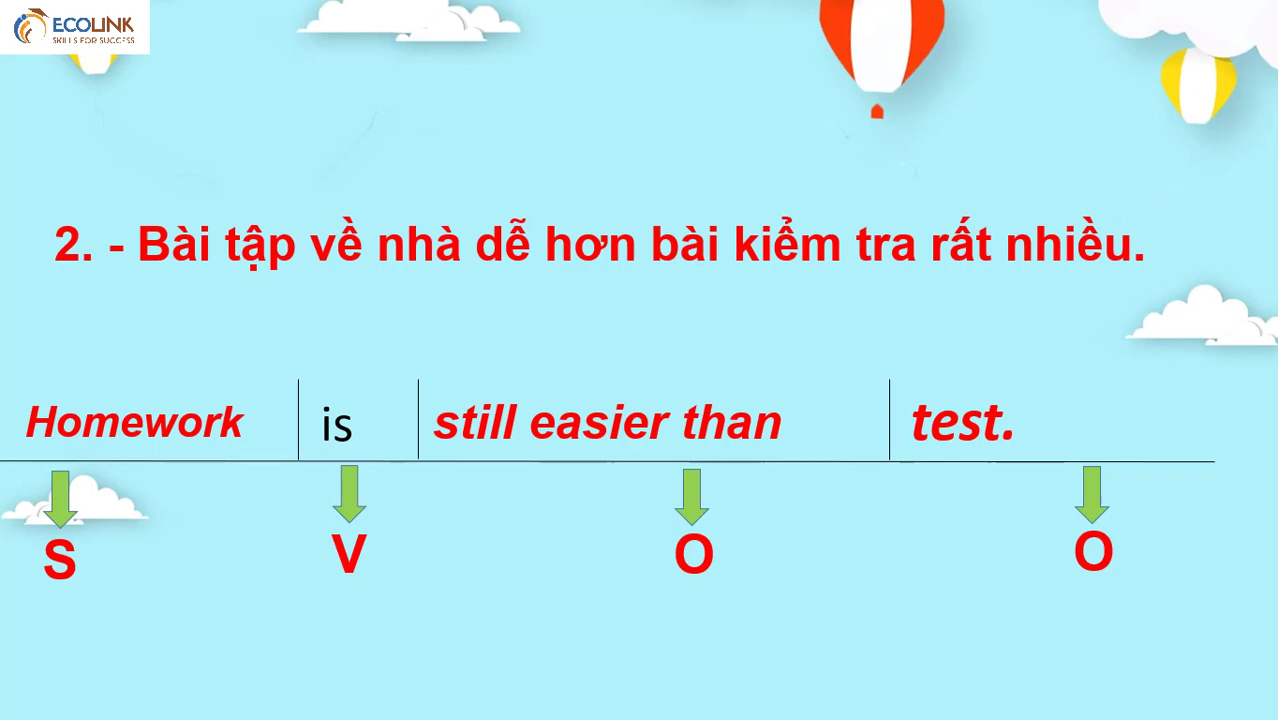 ECOLINK
SKILLS FOR SUCCESS
2. - Bài tập về nhà dễ hơn bài kiểm tra rất nhiều.
Homework is still easier than test.
S V O O